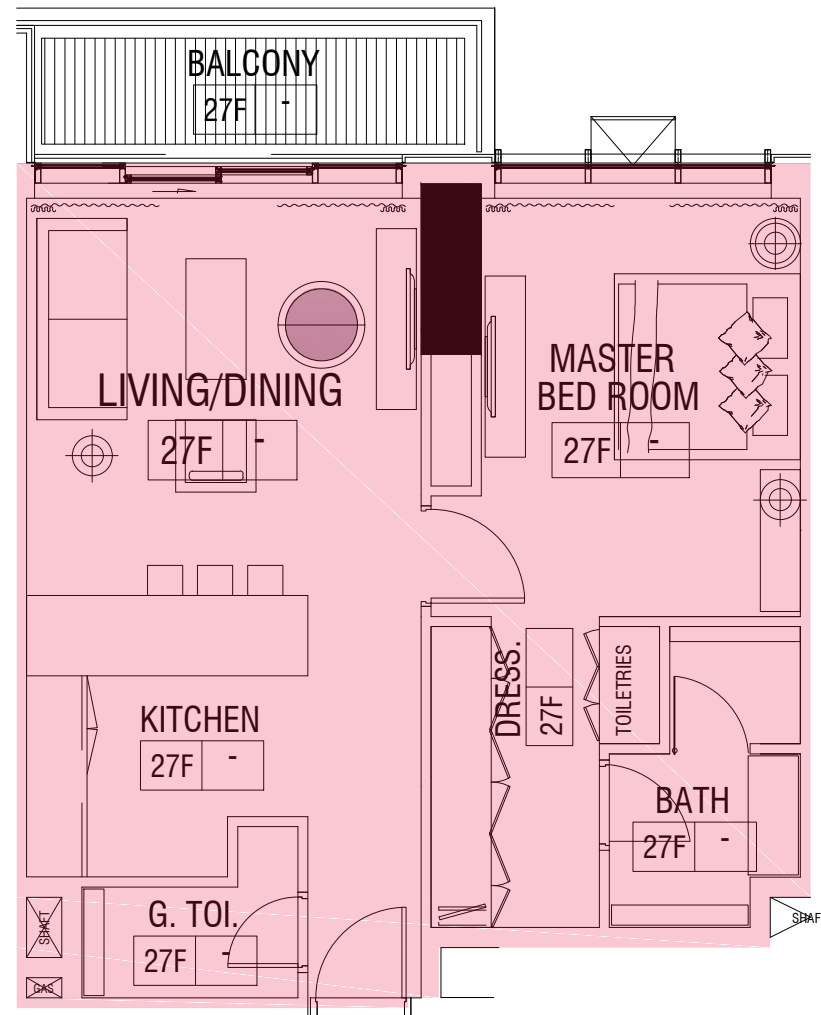 BALCONY
27F -
LIVING/DINING
27F -
MASTER
BED ROOM
27F -
DRESS.
27F
TOILETRIES
KITCHEN
27F -
BATH
27F -
G. TOI.
27F -
SHAFT
GAS
SHAF